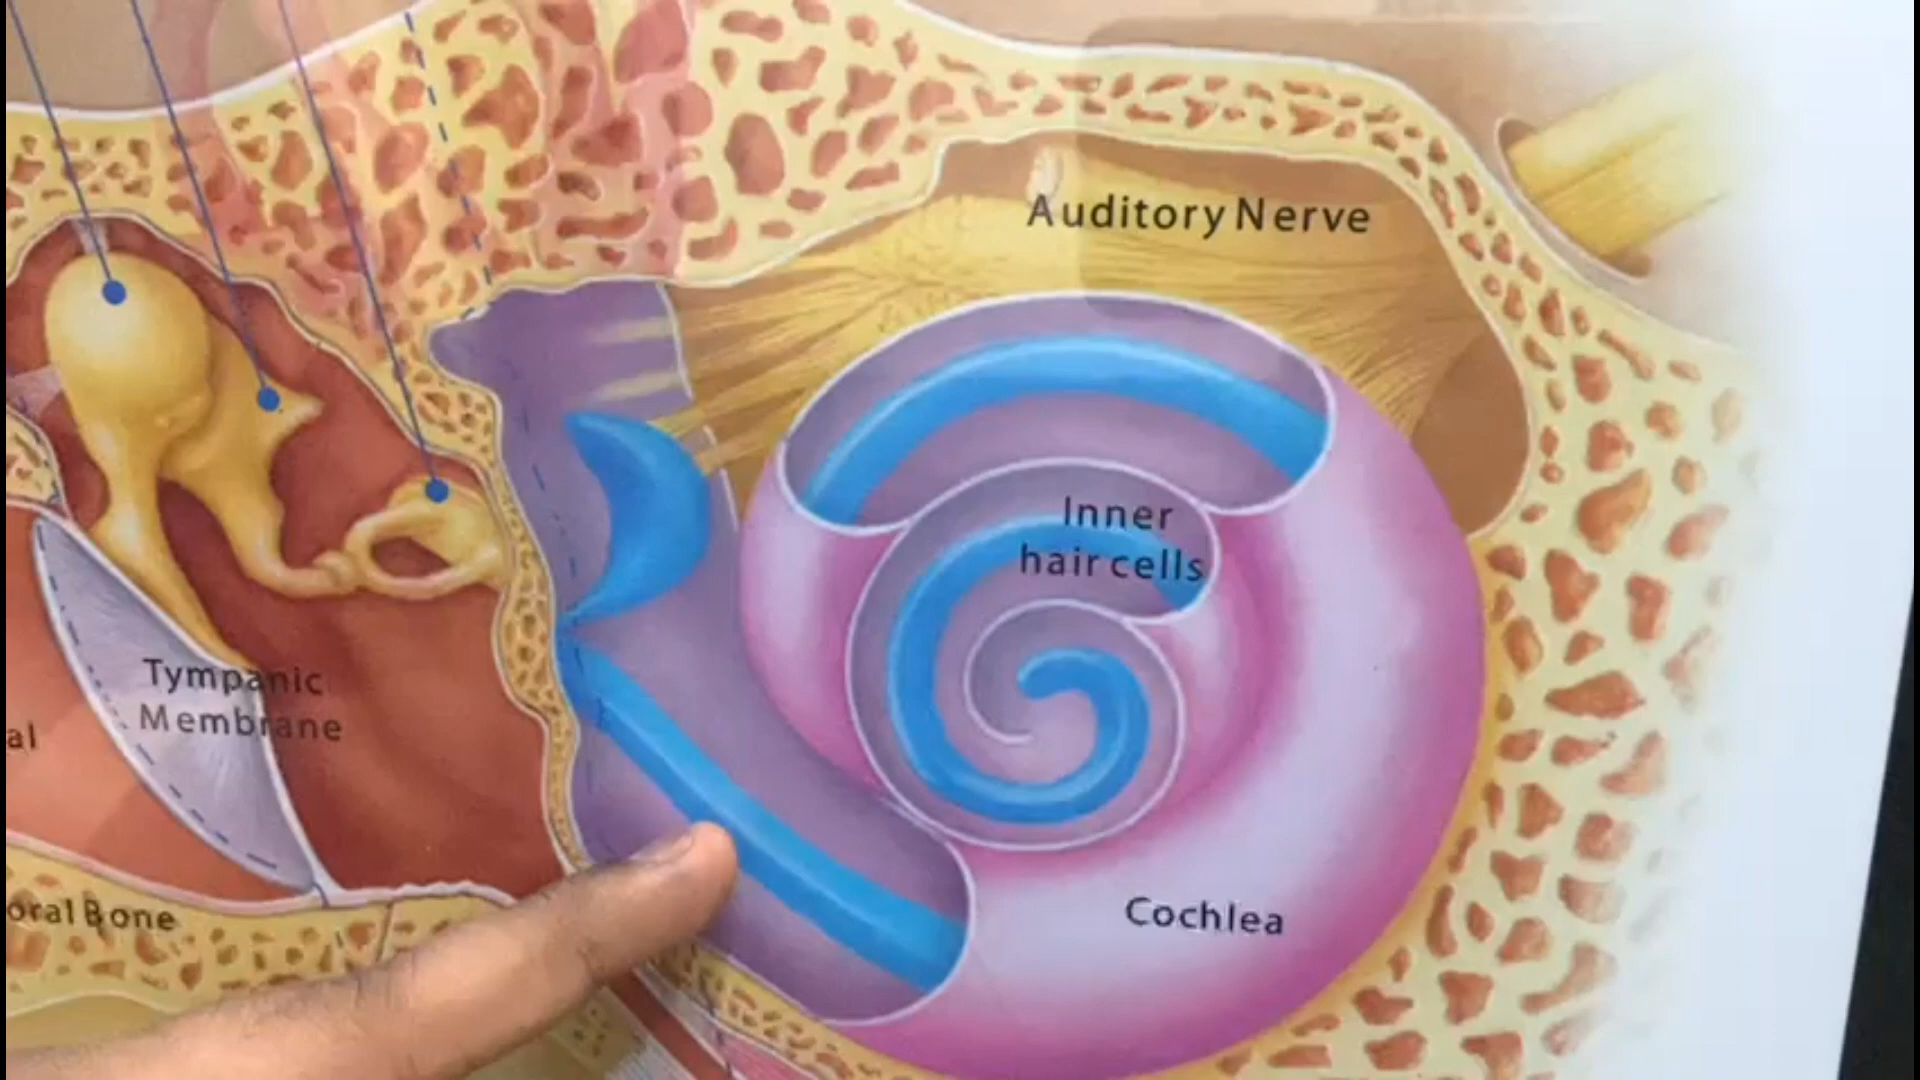 Auditory Nerve
Inner
hair cells
Tympanic
Membrane
al
oral Bone
Cochlea